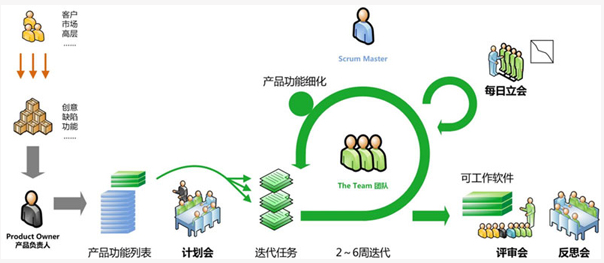 客户
市场
高层
……
创意
缺陷
功能
……
Product Owner
产品负责人
产品功能列表
计划会
迭代任务
产品功能细化
Scrum Master
The Team 团队
2~6周迭代
每日立会
可工作软件
评审会
反思会